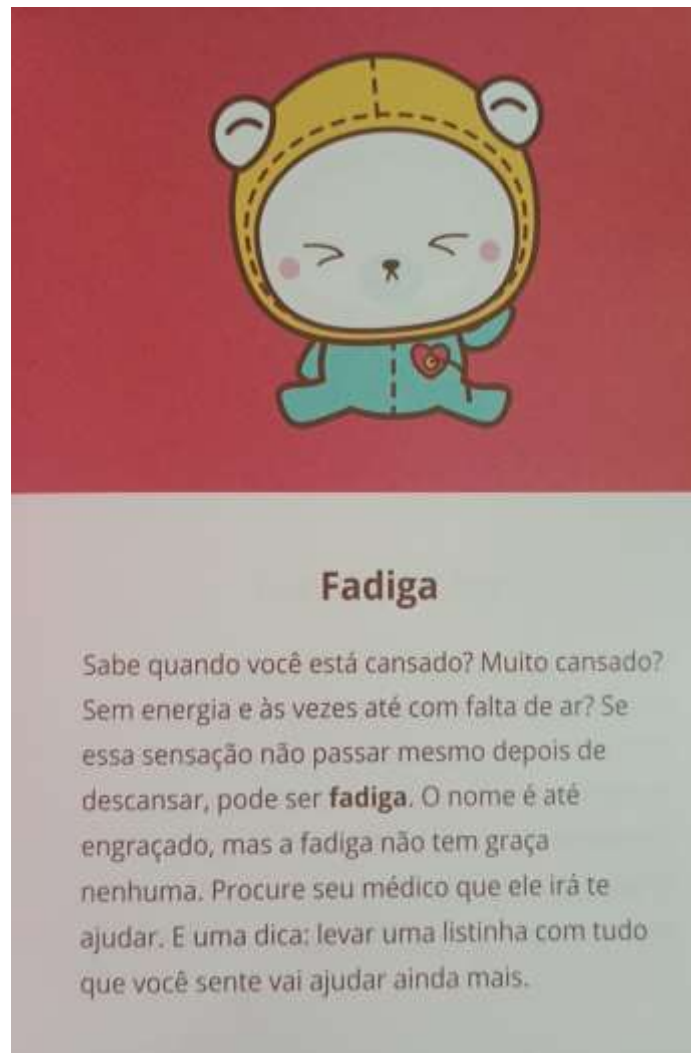 Fadiga
Sabe quando você está cansado? Muito cansado?
Sem energia e às vezes até com falta de ar? Se
essa sensação não passar mesmo depois de
descansar, pode ser fadiga. O nome é até
engraçado, mas a fadiga não tem graça
nenhuma. Procure seu médico que ele irá te
ajudar. E uma dica: levar uma listinha com tudo
que você sente vai ajudar ainda mais.